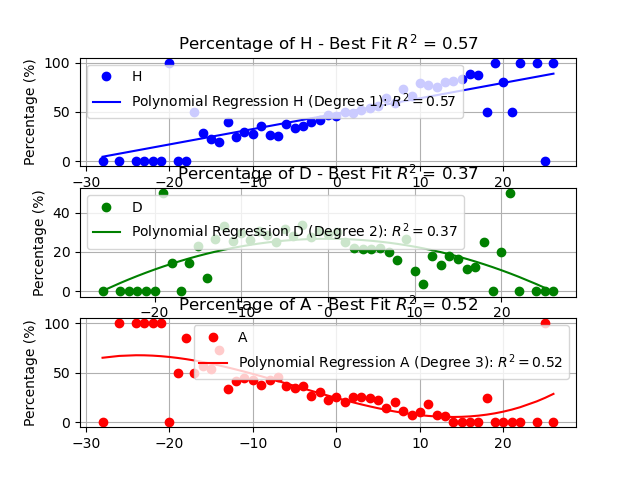 Percentage of H - Best Fit R² = 0.57
Percentage (%)
100
50
0
H
Polynomial Regression H (Degree 1): R² = 0.57
−30 −20 −10 0 10 20
Percentage of D - Best Fit R² = 0.37
Percentage (%)
40
20
0
D
Polynomial Regression D (Degree 2): R² = 0.37
−20 −10 0 10 20
Percentage of A - Best Fit R² = 0.52
Percentage (%)
100
50
0
A
Polynomial Regression A (Degree 3): R² = 0.52
−30 −20 −10 0 10 20